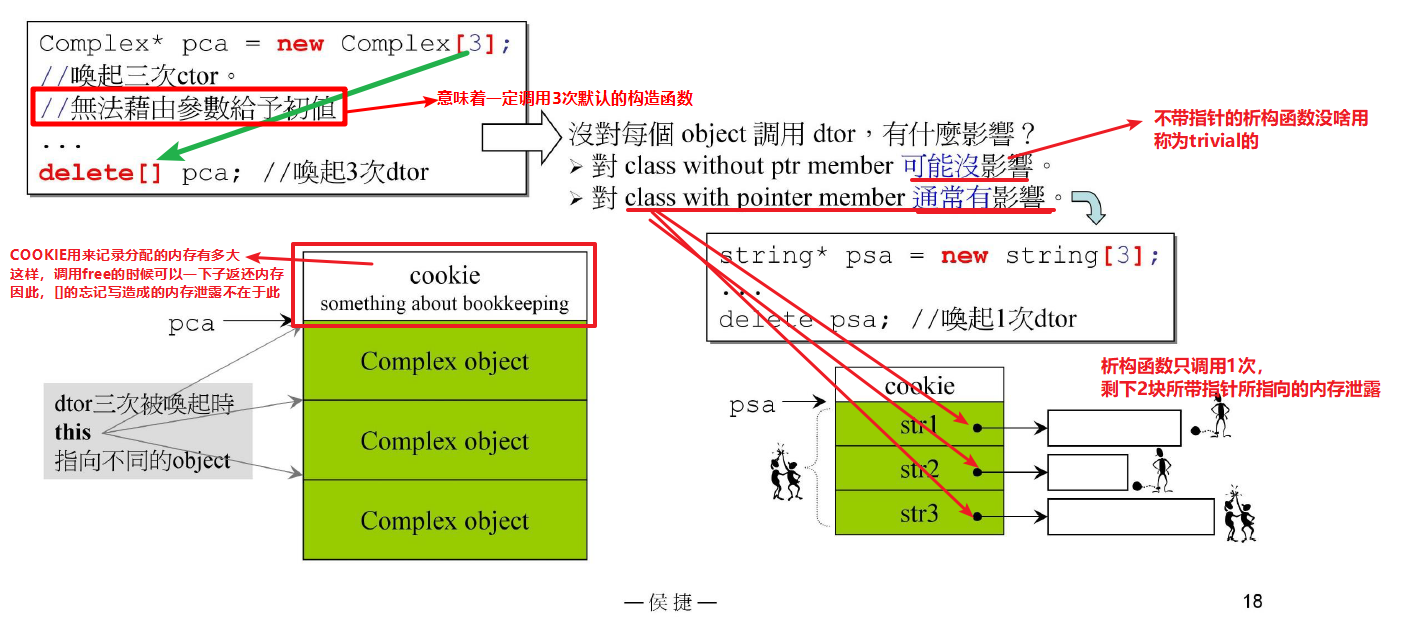 Complex* pca = new Complex[3];
//喚起三次ctor。
//無法藉由參數給予初值
...
delete[] pca; //喚起3次dtor
意味着一定调用3次默认的构造函数
沒對每個 object 調用 dtor，有什麼影響？
➢ 對 class without ptr member 可能沒影響。
➢ 對 class with pointer member 通常有影響。
不带指针的析构函数没啥用
称为trivial的
string* psa = new string[3];
...
delete psa; //喚起1次dtor
COOKIE用来记录分配的内存有多大
这样，调用free的时候可以一下子返还内存
因此，[]的忘记写造成的内存泄露不在于此
cookie
something about bookkeeping
pca
Complex object
Complex object
Complex object
dtor三次被喚起時
this
指向不同的object
析构函数只调用1次，
剩下2块所带指针所指向的内存泄露
cookie
psa
str1
str2
str3
—侯捷—
18